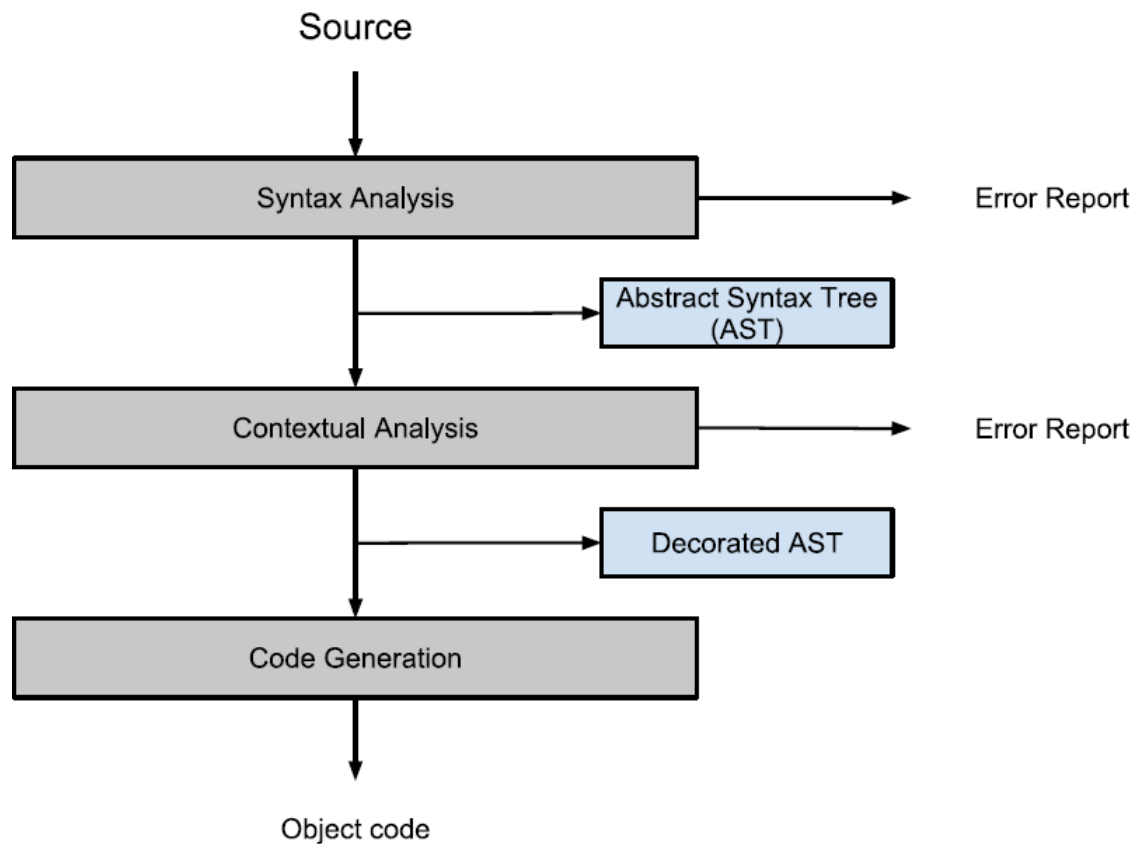 Source
Syntax Analysis
Error Report
Abstract Syntax Tree
(AST)
Contextual Analysis
Error Report
Decorated AST
Code Generation
Object code